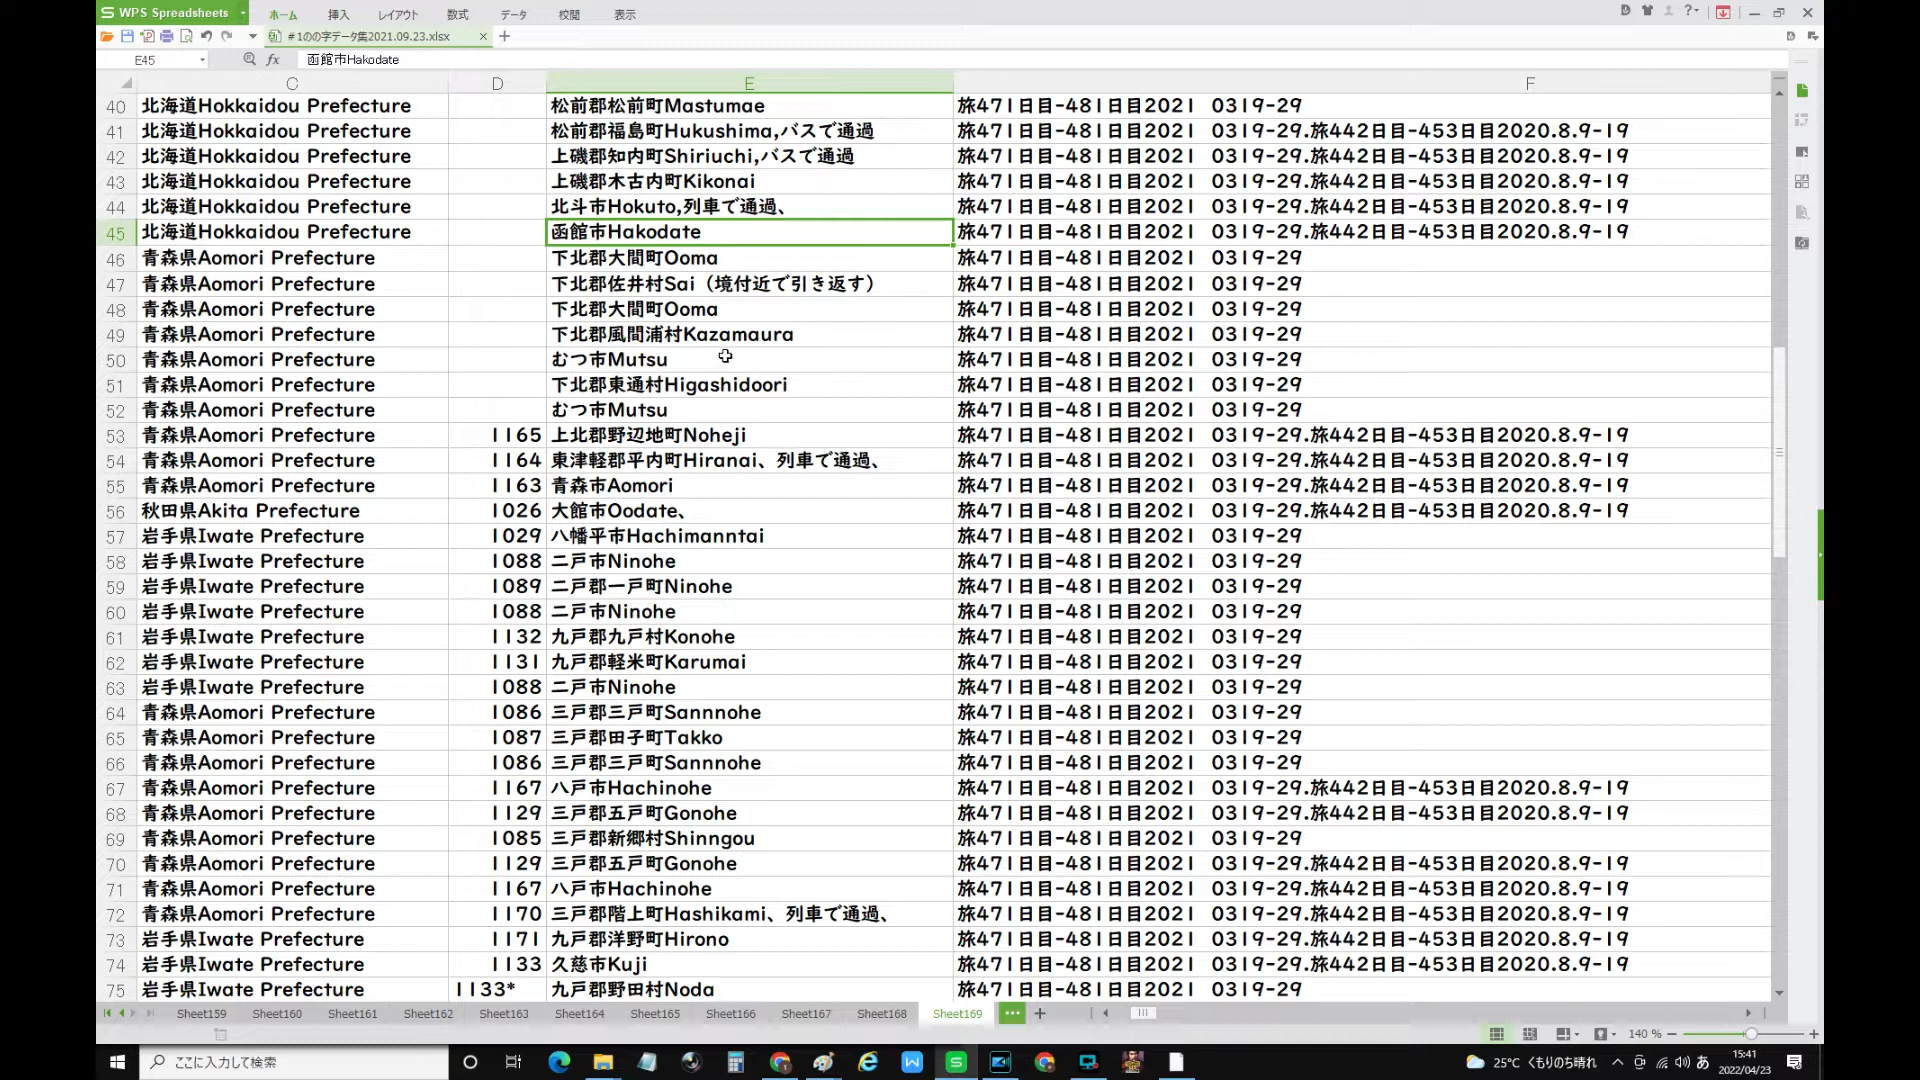 WPS Spreadsheets ホーム 挿入 レイアウト 数式 データ 校閲 表示
#1のの字データ集2021.09.23.xlsx
E45 fx 函館市Hakodate
C D E F
40 北海道Hokkaidou Prefecture 松前郡松前町Mastumae 旅471日目-481日目2021 0319-29
41 北海道Hokkaidou Prefecture 松前郡福島町Hukushima,バスで通過 旅471日目-481日目2021 0319-29.旅442日目-453日目2020.8.9-19
42 北海道Hokkaidou Prefecture 上磯郡知内町Shiriuchi,バスで通過 旅471日目-481日目2021 0319-29.旅442日目-453日目2020.8.9-19
43 北海道Hokkaidou Prefecture 上磯郡木古内町Kikonai 旅471日目-481日目2021 0319-29.旅442日目-453日目2020.8.9-19
44 北海道Hokkaidou Prefecture 北斗市Hokuto,列車で通過、 旅471日目-481日目2021 0319-29.旅442日目-453日目2020.8.9-19
45 北海道Hokkaidou Prefecture 函館市Hakodate 旅471日目-481日目2021 0319-29.旅442日目-453日目2020.8.9-19
46 青森県Aomori Prefecture 下北郡大間町Ooma 旅471日目-481日目2021 0319-29
47 青森県Aomori Prefecture 下北郡佐井村Sai（境付近で引き返す） 旅471日目-481日目2021 0319-29
48 青森県Aomori Prefecture 下北郡大間町Ooma 旅471日目-481日目2021 0319-29
49 青森県Aomori Prefecture 下北郡風間浦村Kazamaura 旅471日目-481日目2021 0319-29
50 青森県Aomori Prefecture むつ市Mutsu 旅471日目-481日目2021 0319-29
51 青森県Aomori Prefecture 下北郡東通村Higashidoori 旅471日目-481日目2021 0319-29
52 青森県Aomori Prefecture むつ市Mutsu 旅471日目-481日目2021 0319-29
53 青森県Aomori Prefecture 1165 上北郡野辺地町Noheji 旅471日目-481日目2021 0319-29.旅442日目-453日目2020.8.9-19
54 青森県Aomori Prefecture 1164 東津軽郡平内町Hiranai、列車で通過、 旅471日目-481日目2021 0319-29.旅442日目-453日目2020.8.9-19
55 青森県Aomori Prefecture 1163 青森市Aomori 旅471日目-481日目2021 0319-29.旅442日目-453日目2020.8.9-19
56 秋田県Akita Prefecture 1026 大館市Oodate、 旅471日目-481日目2021 0319-29.旅442日目-453日目2020.8.9-19
57 岩手県Iwate Prefecture 1029 八幡平市Hachimanntai 旅471日目-481日目2021 0319-29
58 岩手県Iwate Prefecture 1088 二戸市Ninohe 旅471日目-481日目2021 0319-29
59 岩手県Iwate Prefecture 1089 二戸郡一戸町Ninohe 旅471日目-481日目2021 0319-29
60 岩手県Iwate Prefecture 1088 二戸市Ninohe 旅471日目-481日目2021 0319-29
61 岩手県Iwate Prefecture 1132 九戸郡九戸村Konohe 旅471日目-481日目2021 0319-29
62 岩手県Iwate Prefecture 1131 九戸郡軽米町Karumai 旅471日目-481日目2021 0319-29
63 岩手県Iwate Prefecture 1088 二戸市Ninohe 旅471日目-481日目2021 0319-29
64 青森県Aomori Prefecture 1086 三戸郡三戸町Sannnohe 旅471日目-481日目2021 0319-29
65 青森県Aomori Prefecture 1087 三戸郡田子町Takko 旅471日目-481日目2021 0319-29
66 青森県Aomori Prefecture 1086 三戸郡三戸町Sannnohe 旅471日目-481日目2021 0319-29
67 青森県Aomori Prefecture 1167 八戸市Hachinohe 旅471日目-481日目2021 0319-29.旅442日目-453日目2020.8.9-19
68 青森県Aomori Prefecture 1129 三戸郡五戸町Gonohe 旅471日目-481日目2021 0319-29.旅442日目-453日目2020.8.9-19
69 青森県Aomori Prefecture 1085 三戸郡新郷村Shinngou 旅471日目-481日目2021 0319-29
70 青森県Aomori Prefecture 1129 三戸郡五戸町Gonohe 旅471日目-481日目2021 0319-29.旅442日目-453日目2020.8.9-19
71 青森県Aomori Prefecture 1167 八戸市Hachinohe 旅471日目-481日目2021 0319-29.旅442日目-453日目2020.8.9-19
72 青森県Aomori Prefecture 1170 三戸郡階上町Hashikami、列車で通過、 旅471日目-481日目2021 0319-29.旅442日目-453日目2020.8.9-19
73 岩手県Iwate Prefecture 1171 九戸郡洋野町Hirono 旅471日目-481日目2021 0319-29.旅442日目-453日目2020.8.9-19
74 岩手県Iwate Prefecture 1133 久慈市Kuji 旅471日目-481日目2021 0319-29.旅442日目-453日目2020.8.9-19
75 岩手県Iwate Prefecture 1133* 九戸郡野田村Noda 旅471日目-481日目2021 0319-29
Sheet159 Sheet160 Sheet161 Sheet162 Sheet163 Sheet164 Sheet165 Sheet166 Sheet167 Sheet168 Sheet169
140 %
ここに入力して検索 25°C くもりのち晴れ あ 15:41
2022/04/23